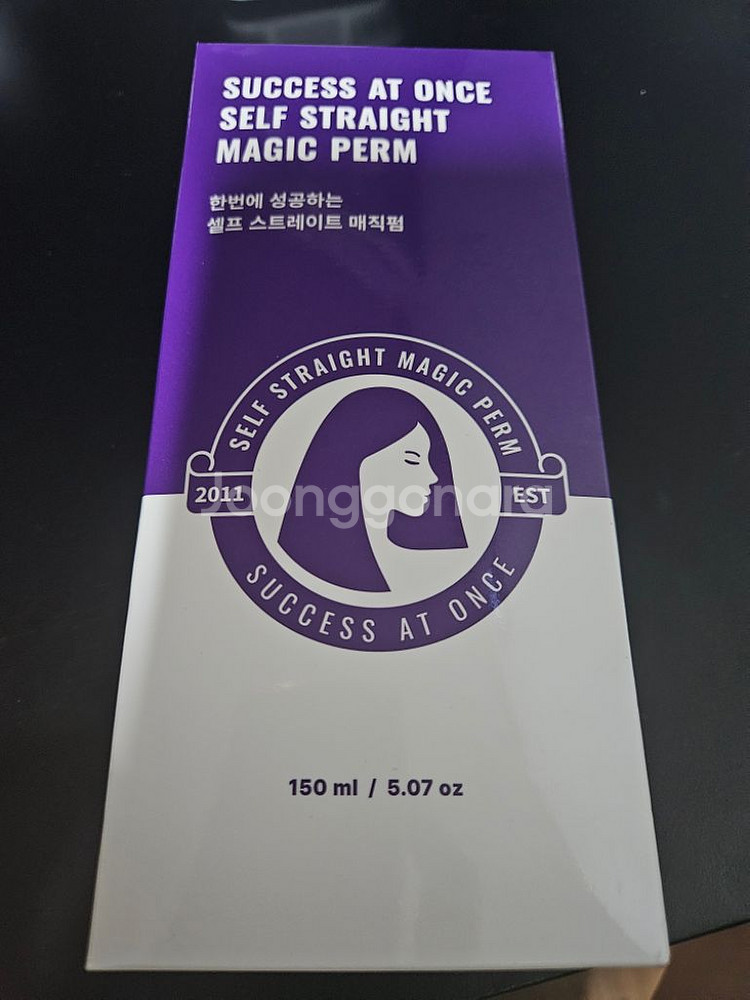 SUCCESS AT ONCE
SELF STRAIGHT
MAGIC PERM
한번에 성공하는
셀프 스트레이트 매직펌
SELF STRAIGHT MAGIC PERM
2011
EST
Joonggonara
SUCCESS AT ONCE
150 ml / 5.07 oz